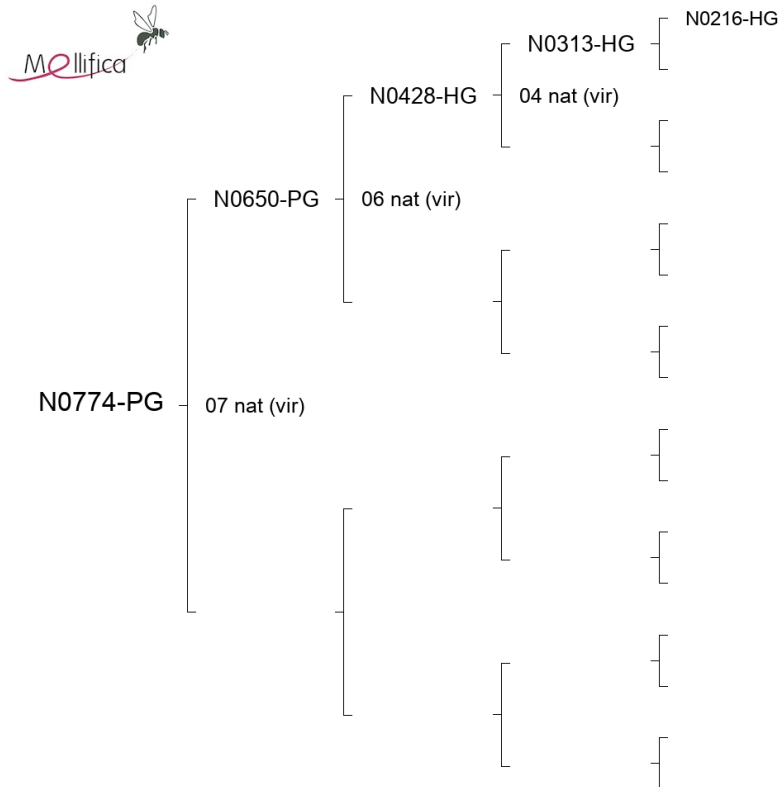 Mellifica
N0216-HG
N0313-HG
N0428-HG
04 nat (vir)
N0650-PG
06 nat (vir)
N0774-PG
07 nat (vir)